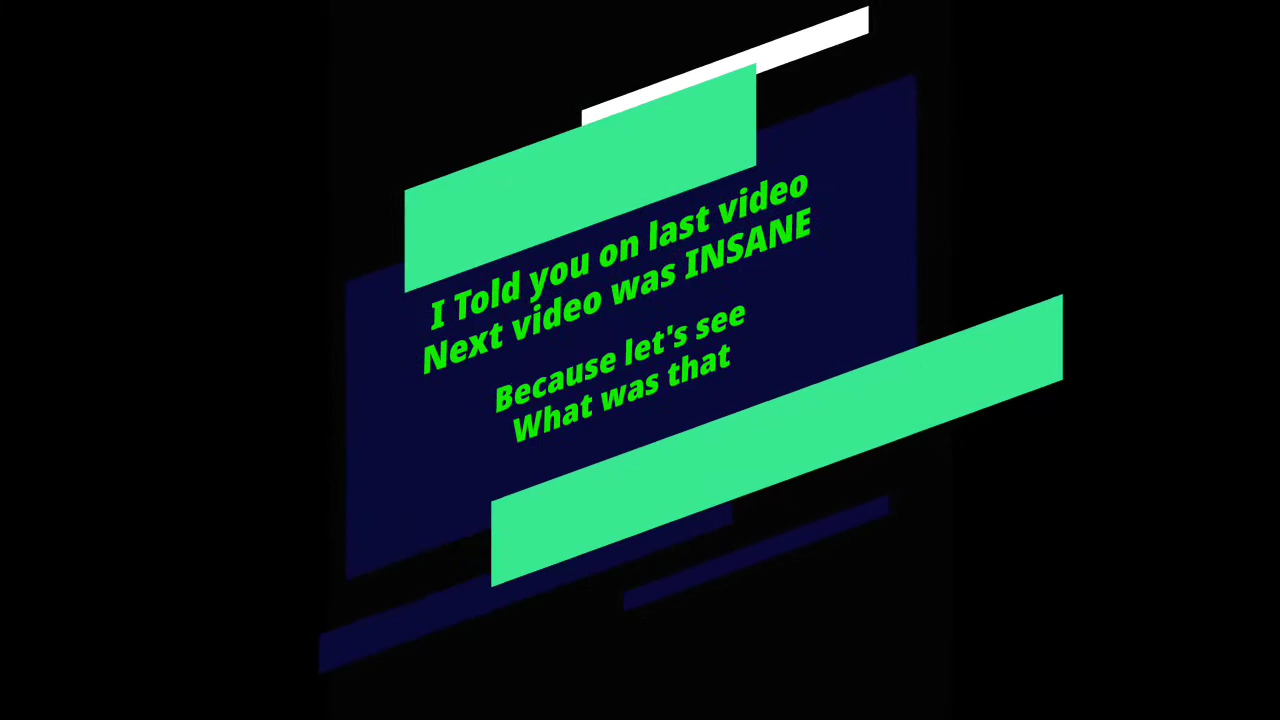 I Told you on last video
Next video was INSANE
Because let's see
What was that